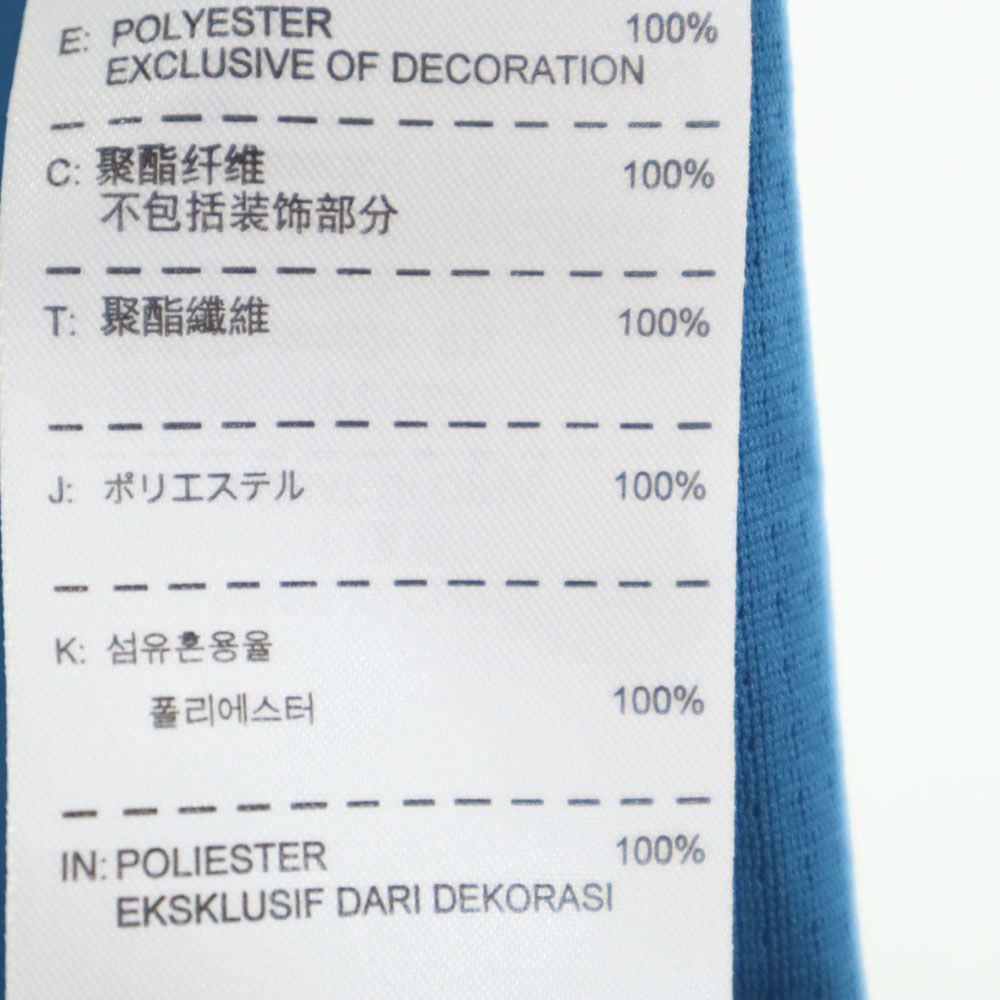 E: POLYESTER 100%
EXCLUSIVE OF DECORATION
C: 聚酯纤维 100%
不包括装饰部分
T: 聚酯纖維 100%
J: ポリエステル 100%
K: 섬유혼용율
폴리에스터 100%
IN: POLIESTER 100%
EKSKLUSIF DARI DEKORASI